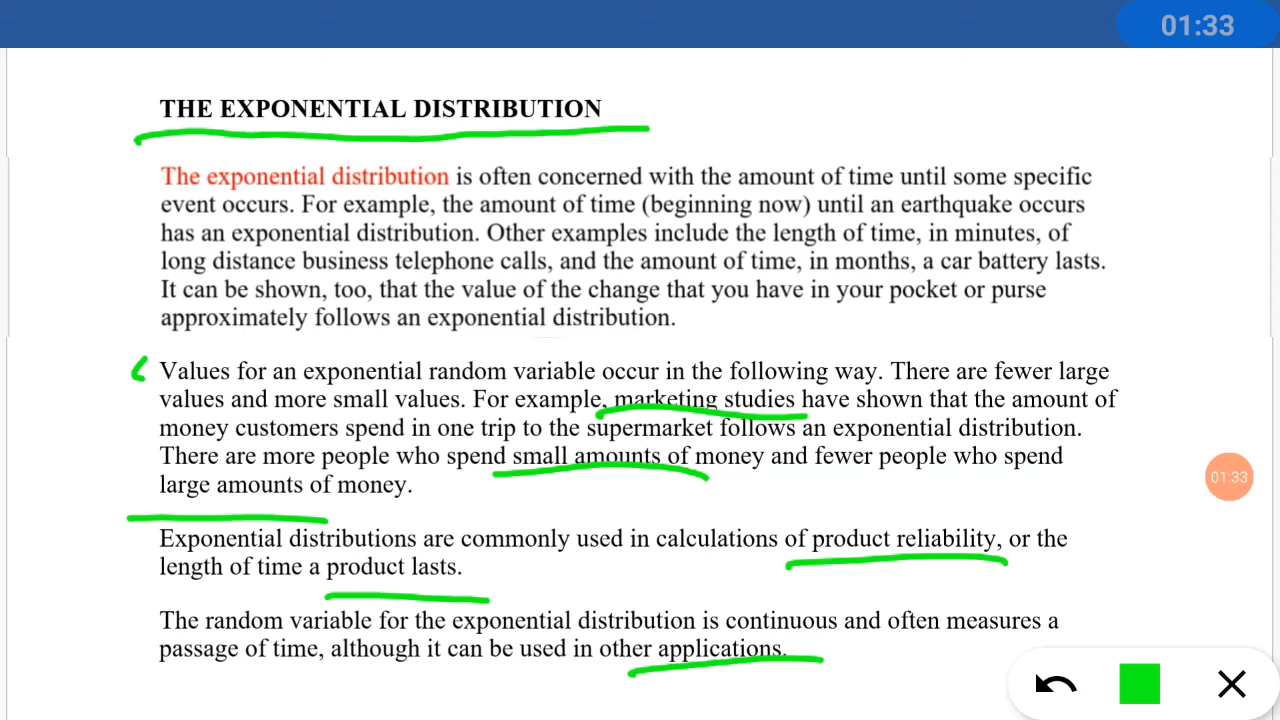 01:33
THE EXPONENTIAL DISTRIBUTION
The exponential distribution is often concerned with the amount of time until some specific
event occurs. For example, the amount of time (beginning now) until an earthquake occurs
has an exponential distribution. Other examples include the length of time, in minutes, of
long distance business telephone calls, and the amount of time, in months, a car battery lasts.
It can be shown, too, that the value of the change that you have in your pocket or purse
approximately follows an exponential distribution.
Values for an exponential random variable occur in the following way. There are fewer large
values and more small values. For example, marketing studies have shown that the amount of
money customers spend in one trip to the supermarket follows an exponential distribution.
There are more people who spend small amounts of money and fewer people who spend
large amounts of money.
01:33
Exponential distributions are commonly used in calculations of product reliability, or the
length of time a product lasts.
The random variable for the exponential distribution is continuous and often measures a
passage of time, although it can be used in other applications.